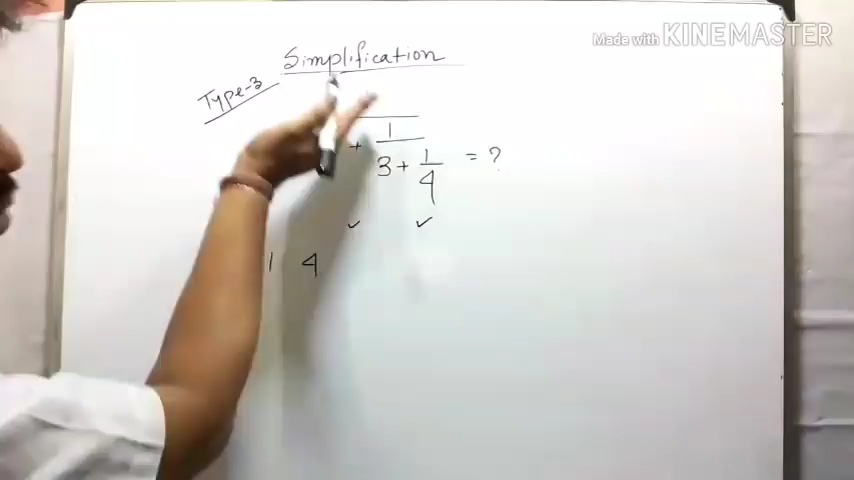 Made with KINEMASTER
Simplification
Type-3
+ 1
3 + 1 = ?
4
✓ ✓
1 4